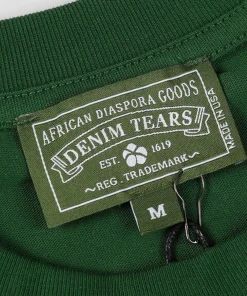 AFRICAN DIASPORA GOODS
DENIM TEARS
EST. 1619
~REG. TRADEMARK~
MADE IN USA
M